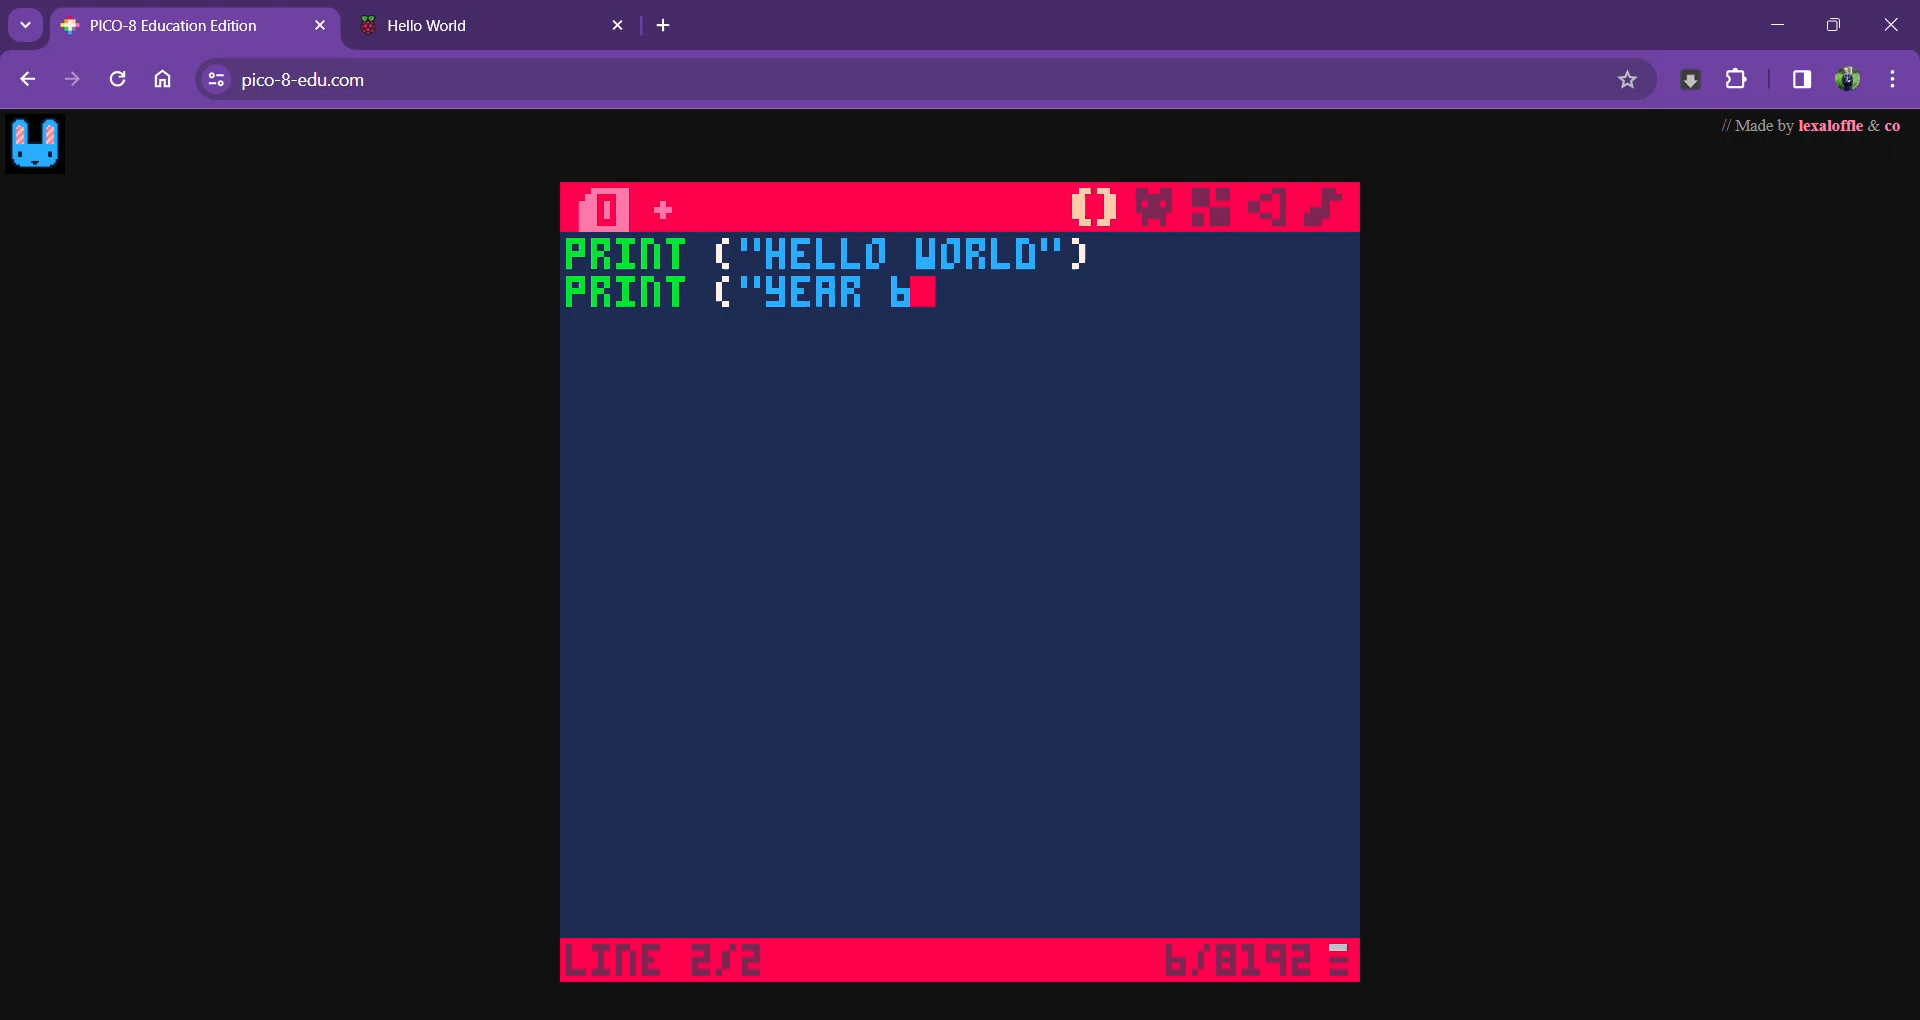 PICO-8 Education Edition
Hello World
pico-8-edu.com
// Made by lexaloffle & co
0 +
PRINT ("HELLO WORLD")
PRINT ("YEAR 6
LINE 2/2
6/8192